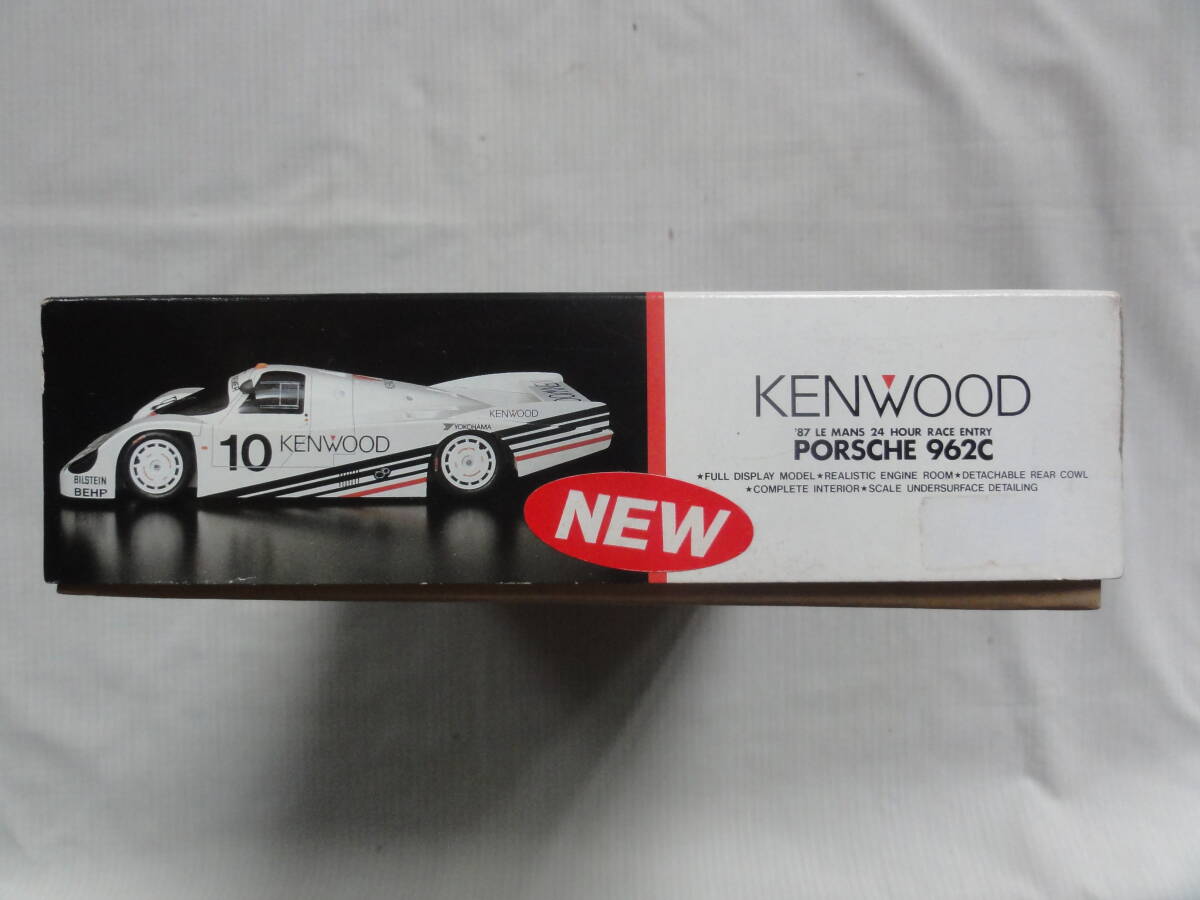 KENWOOD
'87 LE MANS 24 HOUR RACE ENTRY
PORSCHE 962C
★FULL DISPLAY MODEL★REALISTIC ENGINE ROOM★DETACHABLE REAR COWL
★COMPLETE INTERIOR★SCALE UNDERSURFACE DETAILING
NEW
10 KENWOOD
KENWOOD
YOKOHAMA
BILSTEIN
BEHP